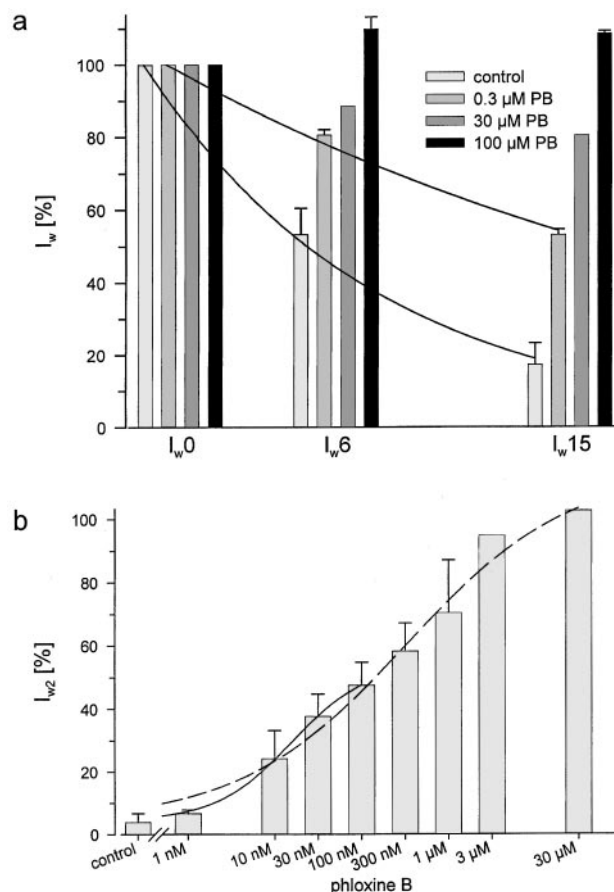 a
I_w [%]
100
80
60
40
20
0
control
0.3 µM PB
30 µM PB
100 µM PB
I_w0
I_w6
I_w15
b
I_w2 [%]
100
80
60
40
20
0
control
1 nM
10 nM
30 nM
100 nM
300 nM
1 µM
3 µM
30 µM
phloxine B